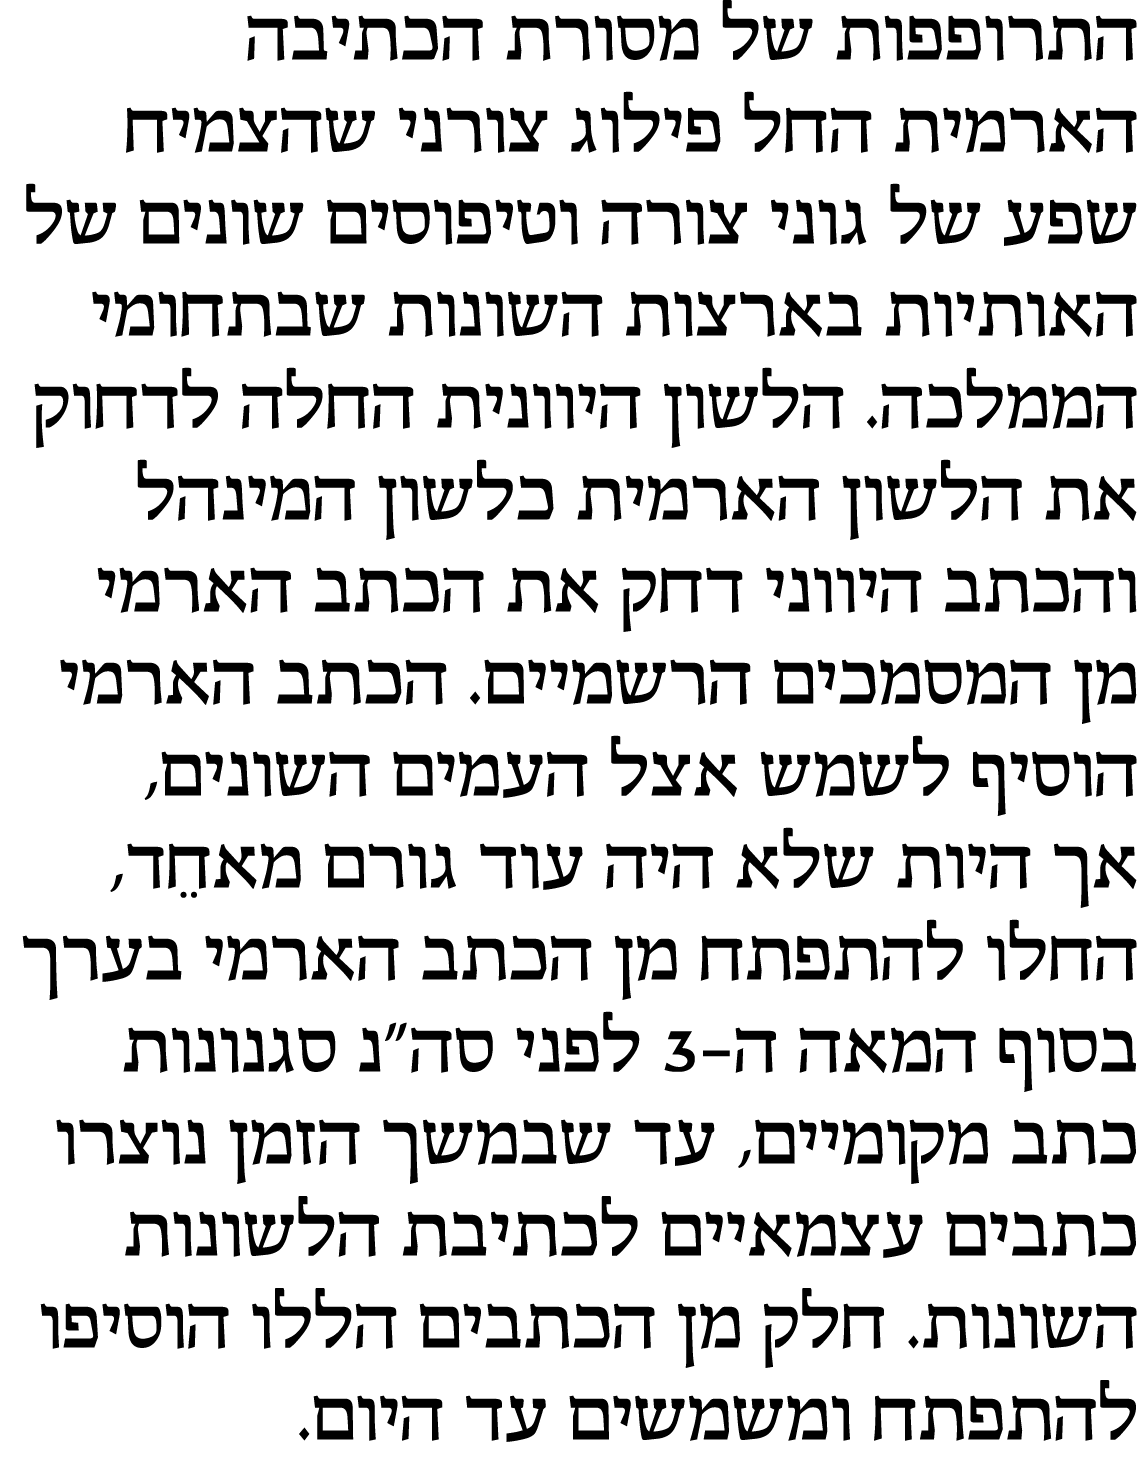 התרופפות של מסורת הכתיבה
הארמית החל פילוג צורני שהצמיח
שפע של גוני צורה וטיפוסים שונים של
האותיות בארצות השונות שבתחומי
הממלכה. הלשון היוונית החלה לדחוק
את הלשון הארמית כלשון המינהל
והכתב היווני דחק את הכתב הארמי
מן המסמכים הרשמיים. הכתב הארמי
הוסיף לשמש אצל העמים השונים,
אך היות שלא היה עוד גורם מאחֵד,
החלו להתפתח מן הכתב הארמי בערך
בסוף המאה ה-3 לפני סה״נ סגנונות
כתב מקומיים, עד שבמשך הזמן נוצרו
כתבים עצמאיים לכתיבת הלשונות
השונות. חלק מן הכתבים הללו הוסיפו
להתפתח ומשמשים עד היום.